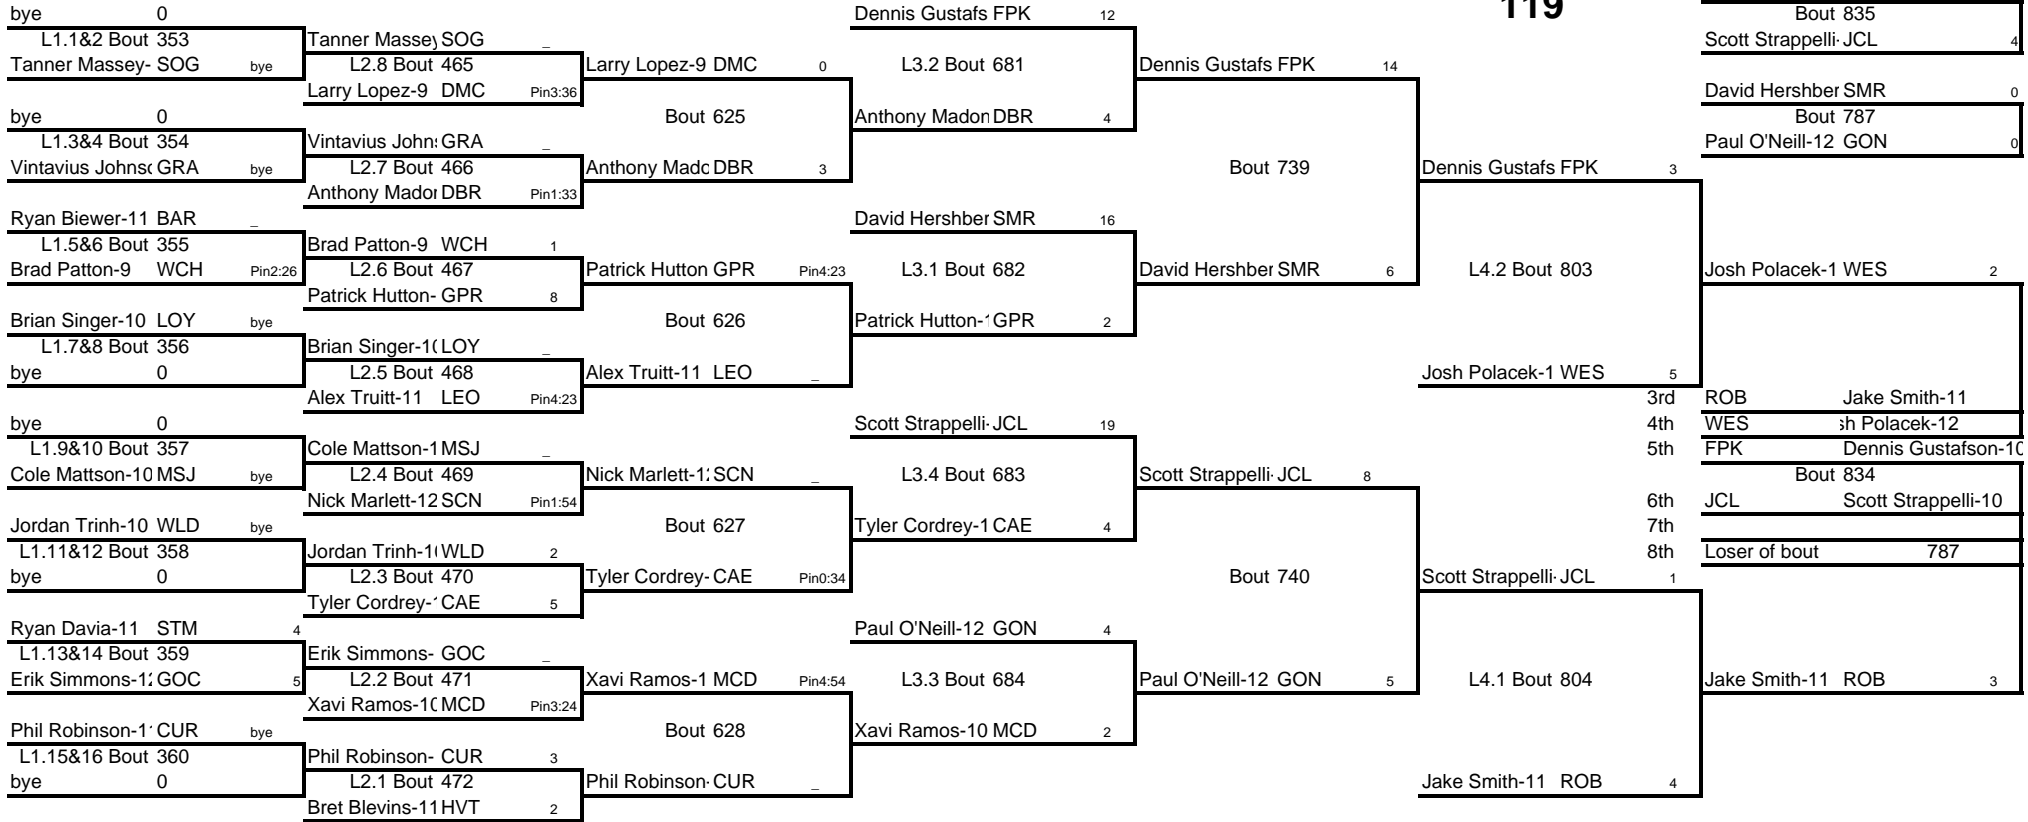 bye 0 Dennis Gustafs FPK 12 119 Bout 835
L1.1&2 Bout 353 Tanner Massey SOG _ Scott Strappelli- JCL 4
Tanner Massey- SOG bye L2.8 Bout 465 Larry Lopez-9 DMC 0 L3.2 Bout 681 Dennis Gustafs FPK 14
Larry Lopez-9 DMC Pin3:36 David Hershber SMR 0
bye 0 Bout 625 Anthony Madon DBR 4 Bout 787
L1.3&4 Bout 354 Vintavius Johns GRA _ Paul O'Neill-12 GON 0
Vintavius Johnso GRA bye L2.7 Bout 466 Anthony Mado DBR 3 Bout 739 Dennis Gustafs FPK 3
Anthony Mador DBR Pin1:33
Ryan Biewer-11 BAR _ David Hershber SMR 16
L1.5&6 Bout 355 Brad Patton-9 WCH 1
Brad Patton-9 WCH Pin2:26 L2.6 Bout 467 Patrick Hutton GPR Pin4:23 L3.1 Bout 682 David Hershber SMR 6 L4.2 Bout 803 Josh Polacek-1 WES 2
Patrick Hutton- GPR 8
Brian Singer-10 LOY bye Bout 626 Patrick Hutton-1 GPR 2
L1.7&8 Bout 356 Brian Singer-10 LOY _
bye 0 L2.5 Bout 468 Alex Truitt-11 LEO _ Josh Polacek-1 WES 5
Alex Truitt-11 LEO Pin4:23 3rd ROB Jake Smith-11
bye 0 Scott Strappelli- JCL 19 4th WES sh Polacek-12
L1.9&10 Bout 357 Cole Mattson-1 MSJ _ 5th FPK Dennis Gustafson-10
Cole Mattson-10 MSJ bye L2.4 Bout 469 Nick Marlett-12 SCN _ L3.4 Bout 683 Scott Strappelli- JCL 8 Bout 834
Nick Marlett-12 SCN Pin1:54 6th JCL Scott Strappelli-10
Jordan Trinh-10 WLD bye Bout 627 Tyler Cordrey-1 CAE 4 7th
L1.11&12 Bout 358 Jordan Trinh-10 WLD 2 8th Loser of bout 787
bye 0 L2.3 Bout 470 Tyler Cordrey- CAE Pin0:34 Bout 740 Scott Strappelli- JCL 1
Tyler Cordrey-1 CAE 5
Ryan Davia-11 STM 4 Paul O'Neill-12 GON 4
L1.13&14 Bout 359 Erik Simmons- GOC _
Erik Simmons-12 GOC 5 L2.2 Bout 471 Xavi Ramos-1 MCD Pin4:54 L3.3 Bout 684 Paul O'Neill-12 GON 5 L4.1 Bout 804 Jake Smith-11 ROB 3
Xavi Ramos-10 MCD Pin3:24
Phil Robinson-11 CUR bye Bout 628 Xavi Ramos-10 MCD 2
L1.15&16 Bout 360 Phil Robinson- CUR 3
bye 0 L2.1 Bout 472 Phil Robinson- CUR _ Jake Smith-11 ROB 4
Bret Blevins-11 HVT 2